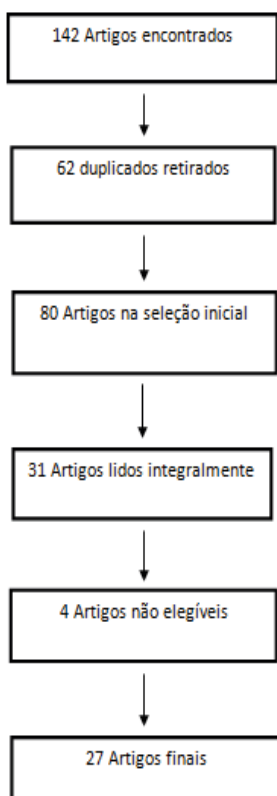 142 Artigos encontrados
62 duplicados retirados
80 Artigos na seleção inicial
31 Artigos lidos integralmente
4 Artigos não elegíveis
27 Artigos finais